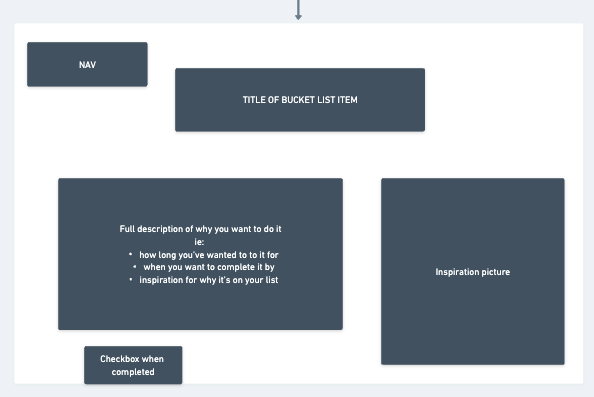 NAV
TITLE OF BUCKET LIST ITEM
Full description of why you want to do it
ie:
• how long you've wanted to to it for
• when you want to complete it by
• inspiration for why it's on your list
Inspiration picture
Checkbox when
completed